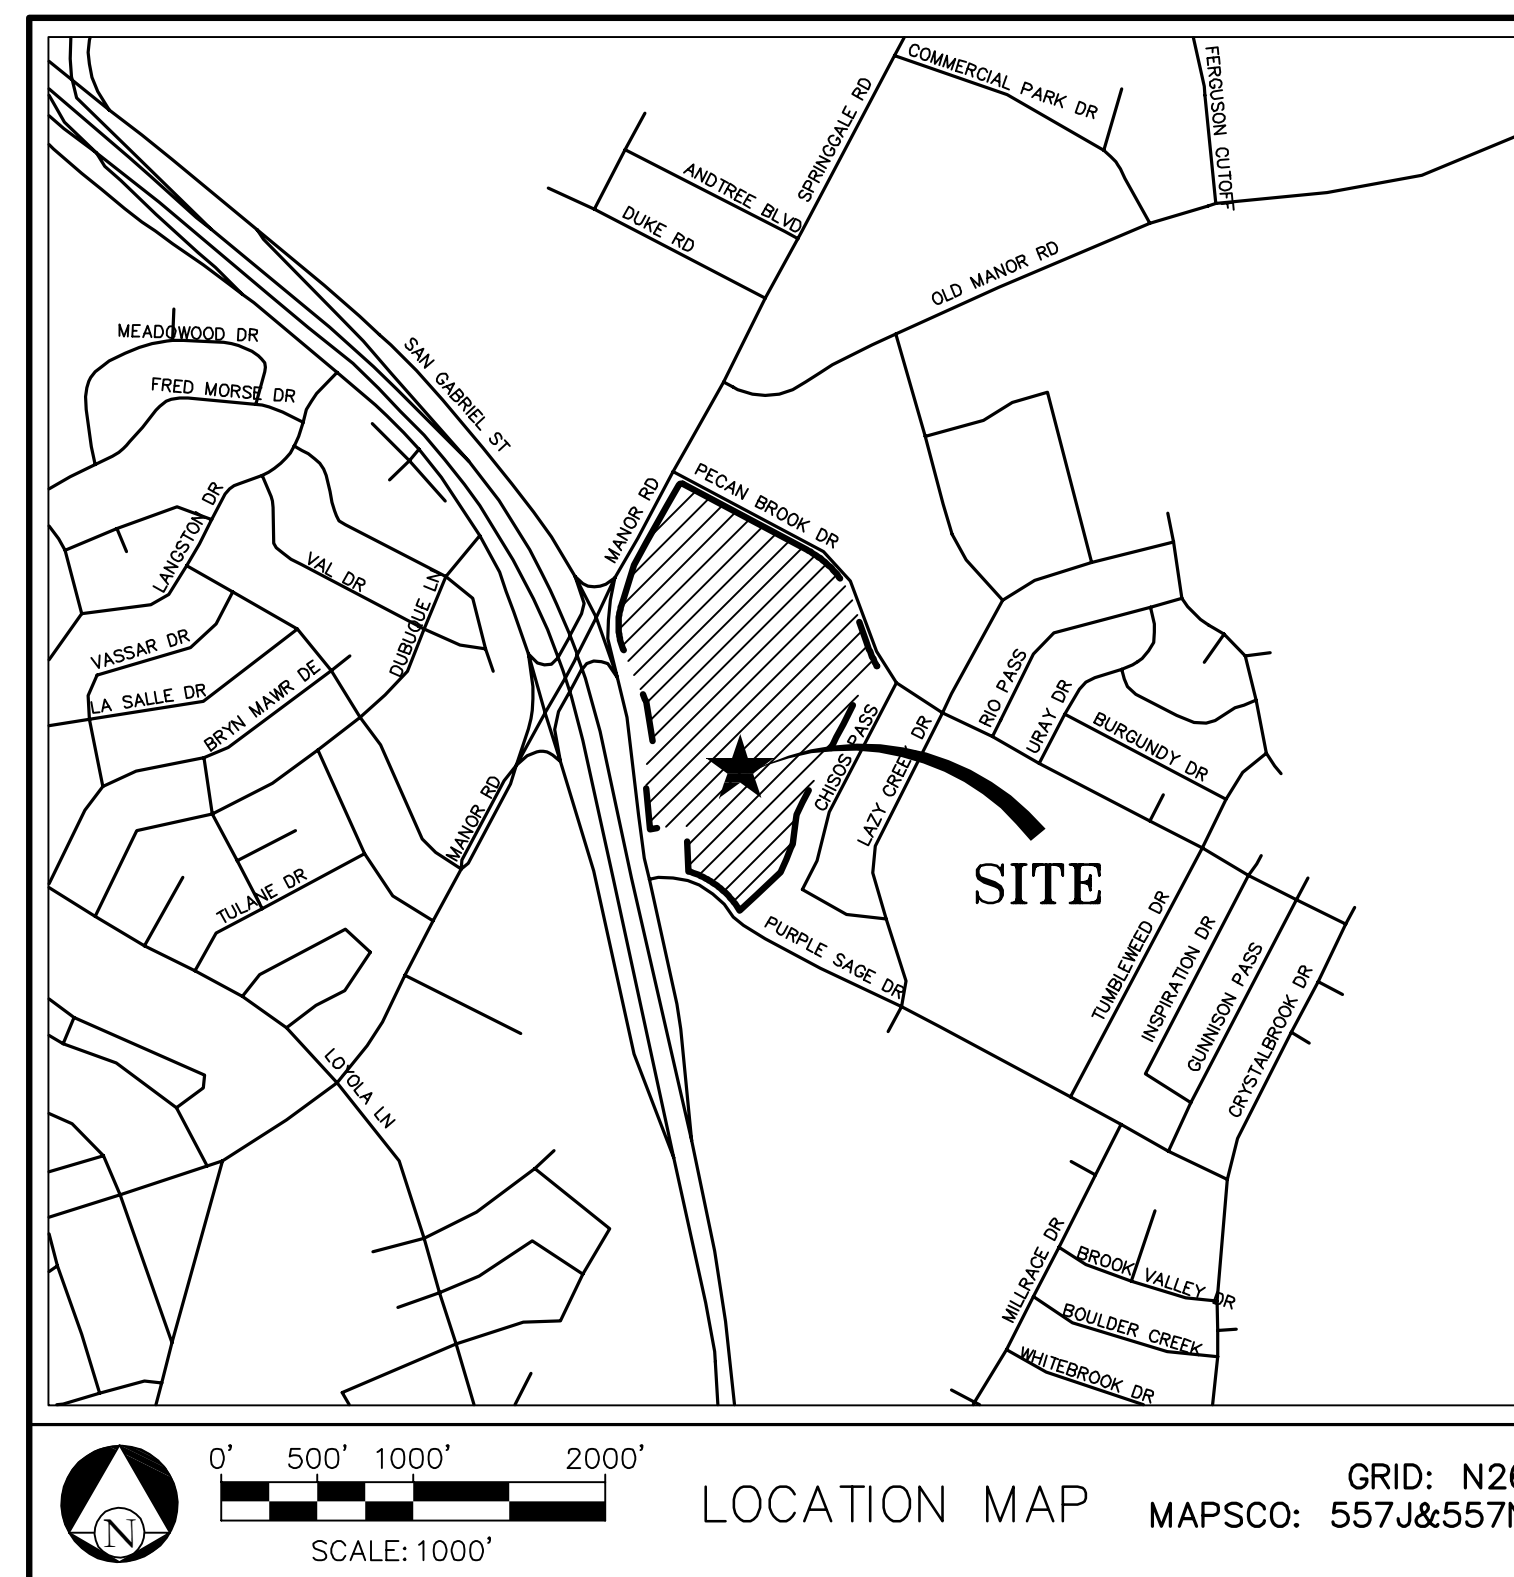 COMMERCIAL PARK DR
FERGUSON CUTOFF
SPRINGGALE RD
ANDTREE BLVD
DUKE RD
OLD MANOR RD
MEADOWOOD DR
FRED MORSE DR
SAN GABRIEL ST
PECAN BROOK DR
MANOR RD
LANGSTON DR
VAL DR
DUBUQUE LN
VASSAR DR
LA SALLE DR
BRYN MAWR DE
RIO PASS
URAY DR
BURGUNDY DR
CHISOS PASS
LAZY CREEK DR
MANOR RD
SITE
TULANE DR
PURPLE SAGE DR
TUMBLEWEED DR
INSPIRATION DR
GUNNISON PASS
CRYSTALBROOK DR
LOYOLA LN
MILLRACE DR
BROOK VALLEY DR
BOULDER CREEK
WHITEBROOK DR
0' 500' 1000' 2000'
N
SCALE: 1000'
LOCATION MAP
GRID: N26
MAPSCO: 557J&557N